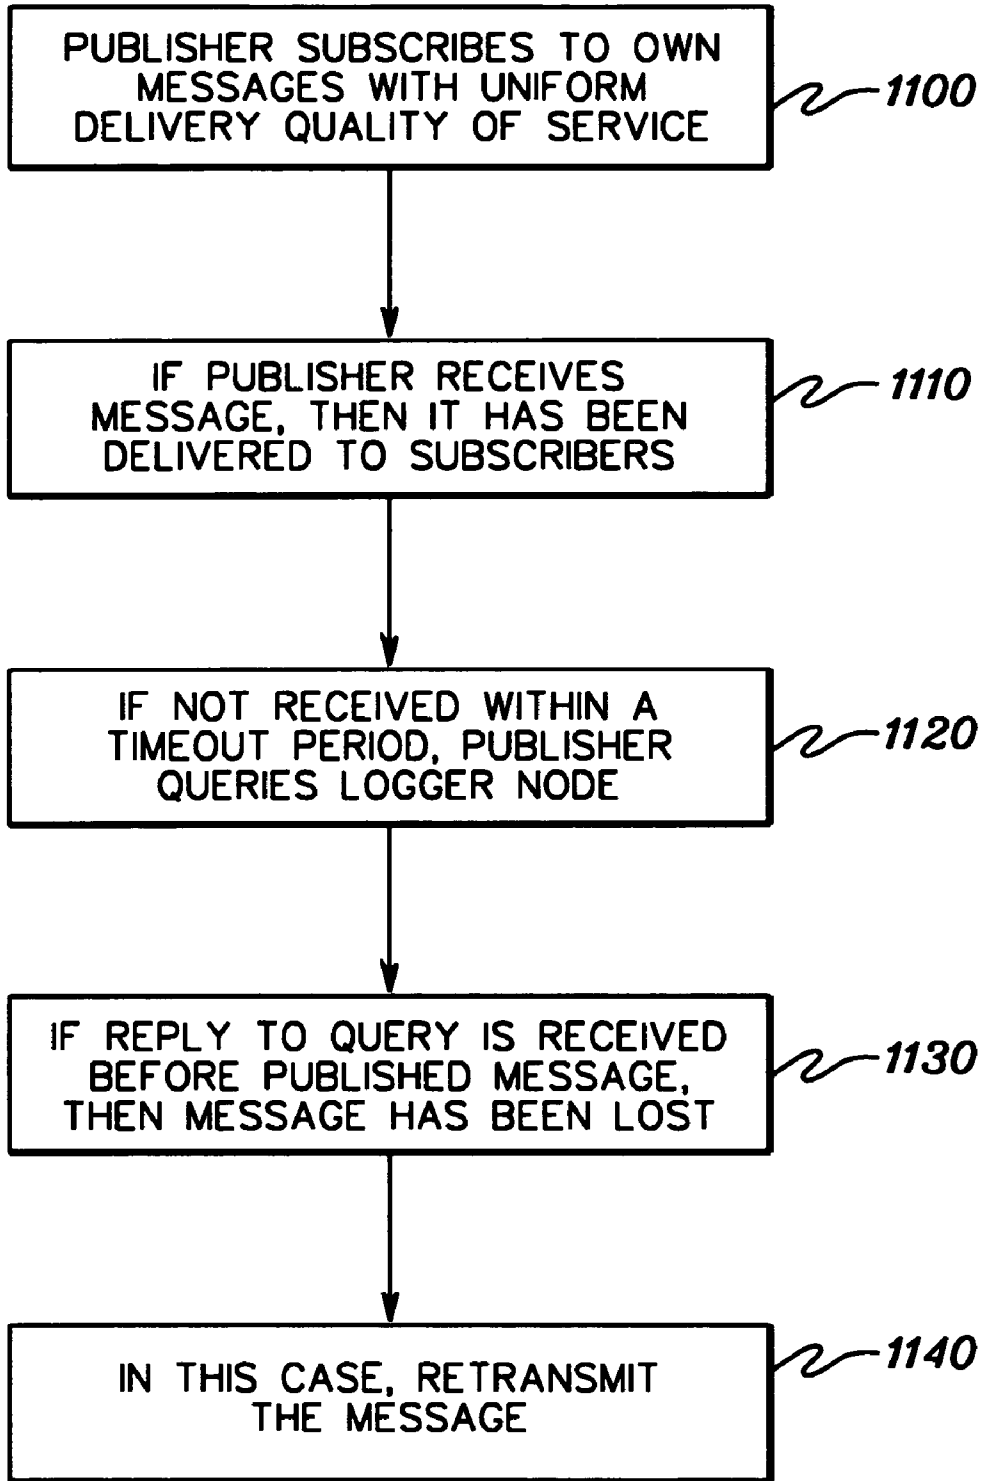 PUBLISHER SUBSCRIBES TO OWN
MESSAGES WITH UNIFORM
DELIVERY QUALITY OF SERVICE
1100
IF PUBLISHER RECEIVES
MESSAGE, THEN IT HAS BEEN
DELIVERED TO SUBSCRIBERS
1110
IF NOT RECEIVED WITHIN A
TIMEOUT PERIOD, PUBLISHER
QUERIES LOGGER NODE
1120
IF REPLY TO QUERY IS RECEIVED
BEFORE PUBLISHED MESSAGE,
THEN MESSAGE HAS BEEN LOST
1130
IN THIS CASE, RETRANSMIT
THE MESSAGE
1140